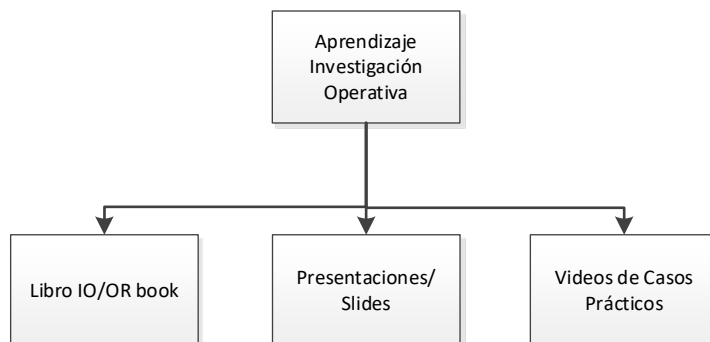 Aprendizaje
Investigación
Operativa
Libro IO/OR book
Presentaciones/
Slides
Videos de Casos
Prácticos